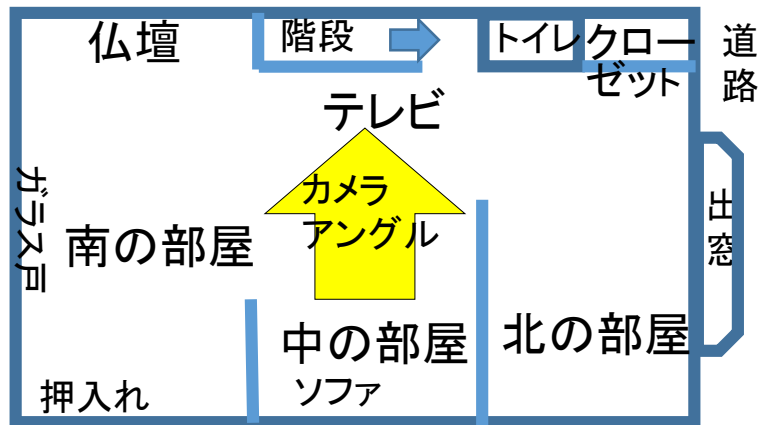 仏壇
階段
トイレ
クロー
ゼット
道
路
テレビ
カメラ
アングル
ガラス戸
南の部屋
出
窓
中の部屋
北の部屋
ソファ
押入れ